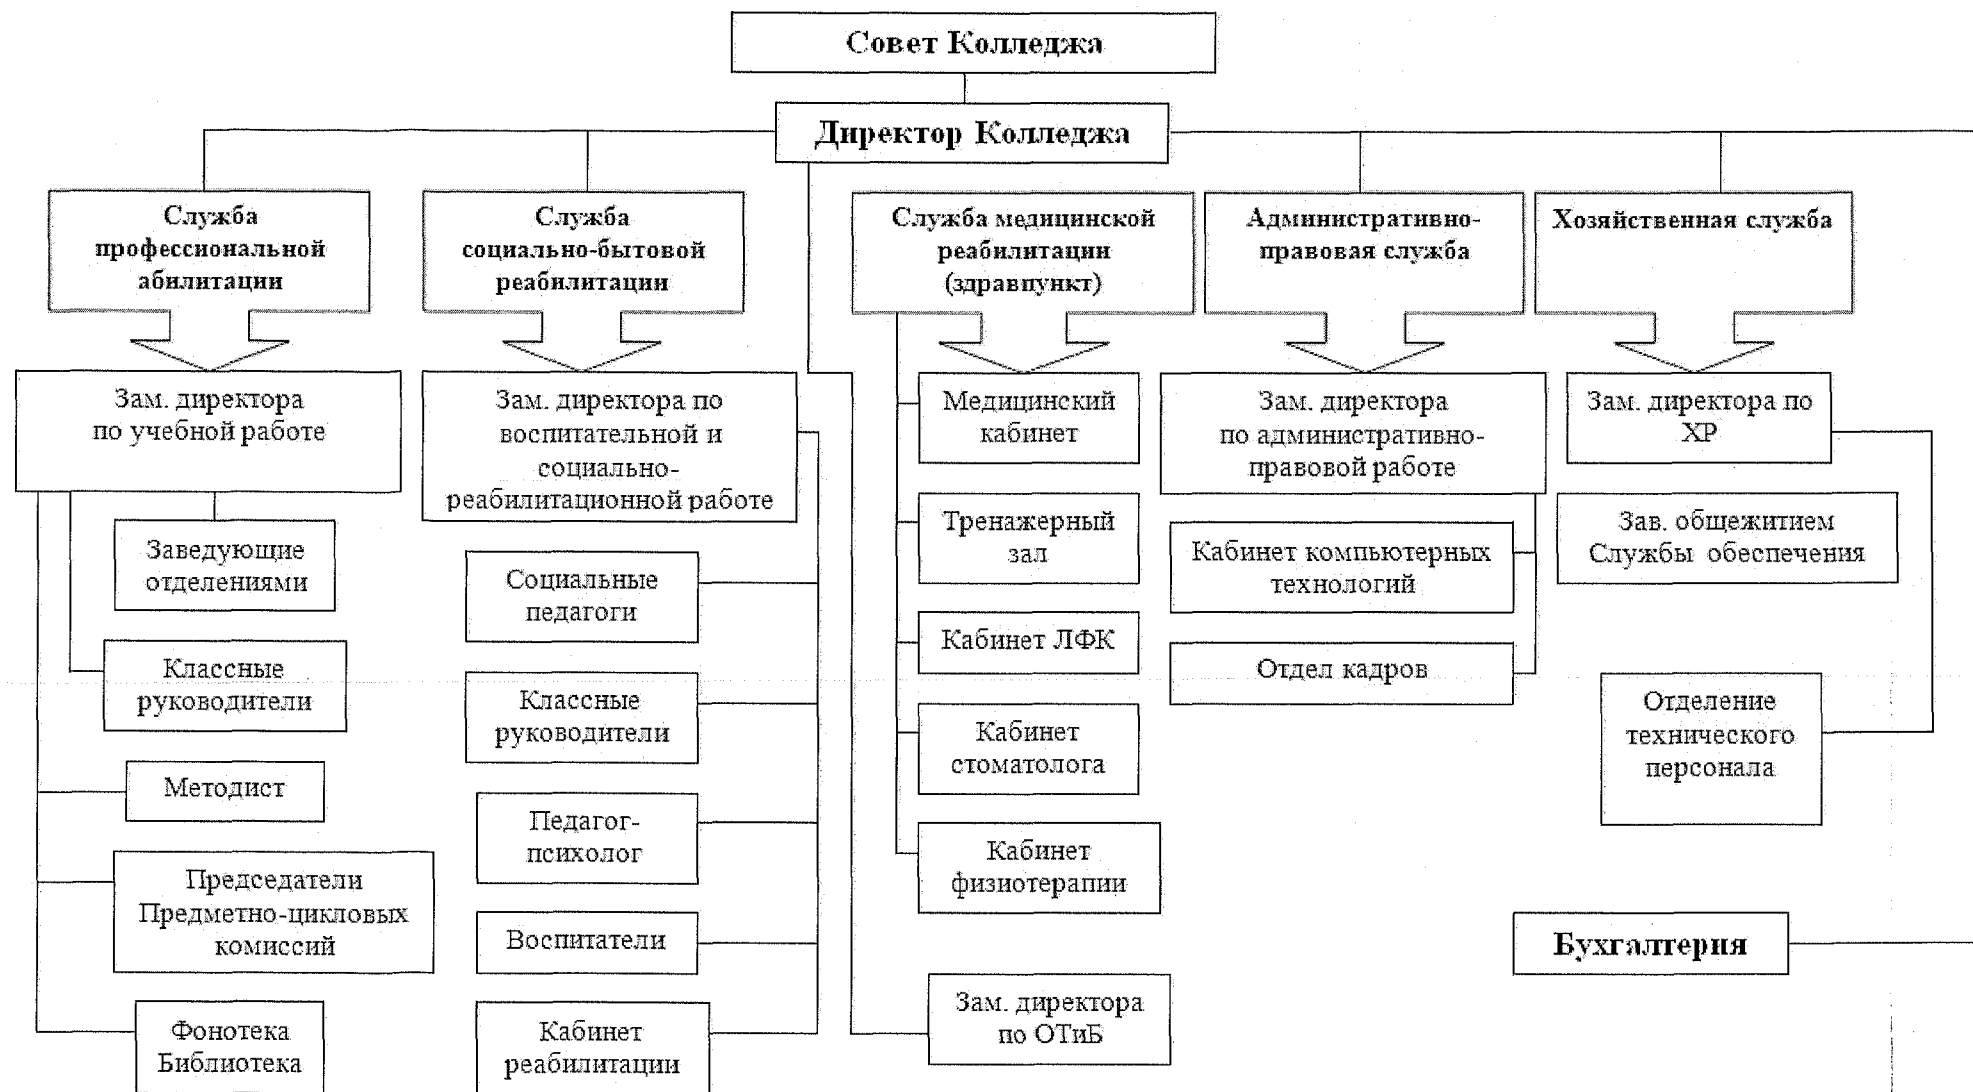 Совет Колледжа
Директор Колледжа
Служба
профессиональной
абилитации
Служба
социально-бытовой
реабилитации
Служба медицинской
реабилитации
(здравпункт)
Административно-
правовая служба
Хозяйственная служба
Зам. директора
по учебной работе
Зам. директора по
воспитательной и
социально-
реабилитационной работе
Медицинский
кабинет
Зам. директора
по административно-
правовой работе
Зам. директора по
ХР
Заведующие
отделениями
Социальные
педагоги
Тренажерный
зал
Кабинет компьютерных
технологий
Зав. общежитием
Службы обеспечения
Классные
руководители
Классные
руководители
Кабинет ЛФК
Отдел кадров
Отделение
технического
персонала
Методист
Педагог-
психолог
Кабинет
стоматолога
Председатели
Предметно-цикловых
комиссий
Воспитатели
Кабинет
физиотерапии
Бухгалтерия
Фонотека
Библиотека
Кабинет
реабилитации
Зам. директора
по ОТиБ